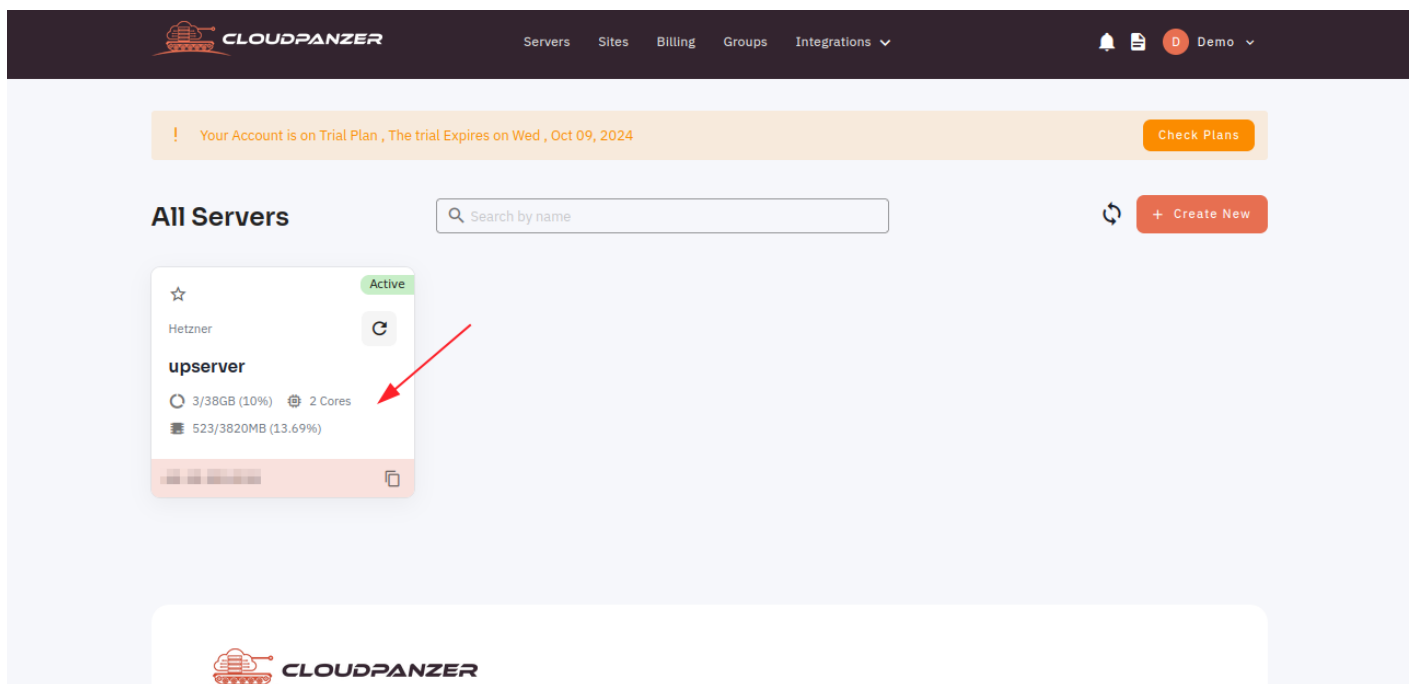 CLOUDPANZER
Servers Sites Billing Groups Integrations
D Demo
! Your Account is on Trial Plan , The trial Expires on Wed , Oct 09, 2024
Check Plans
All Servers
Search by name
+ Create New
Active
Hetzner
upserver
3/38GB (10%) 2 Cores
523/3820MB (13.69%)
CLOUDPANZER